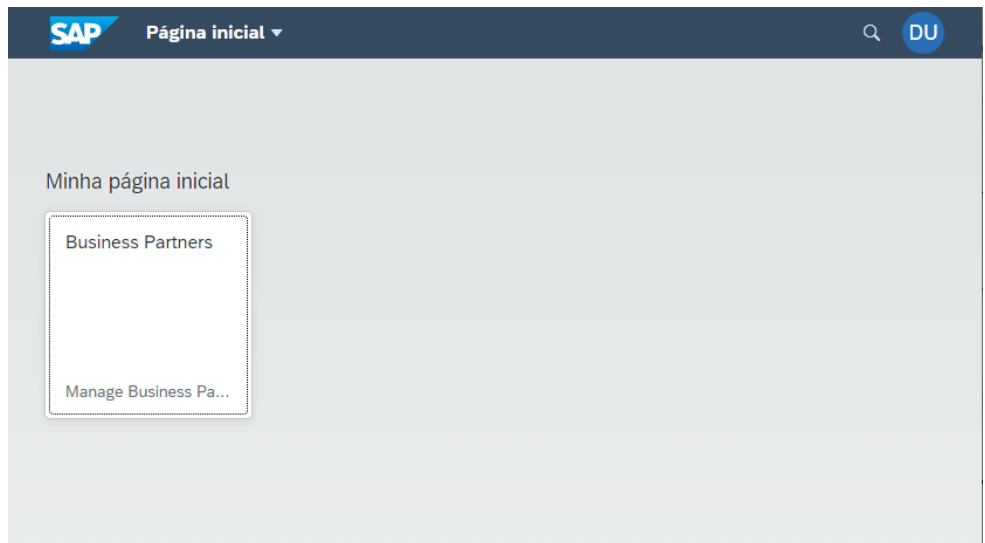 SAP Página inicial
DU
Minha página inicial
Business Partners
Manage Business Pa...